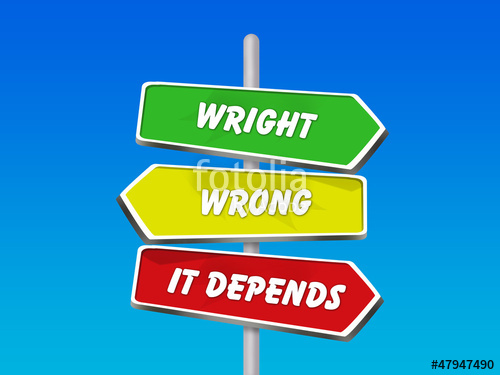 WRIGHT
fotolia
WRONG
IT DEPENDS
#47947490